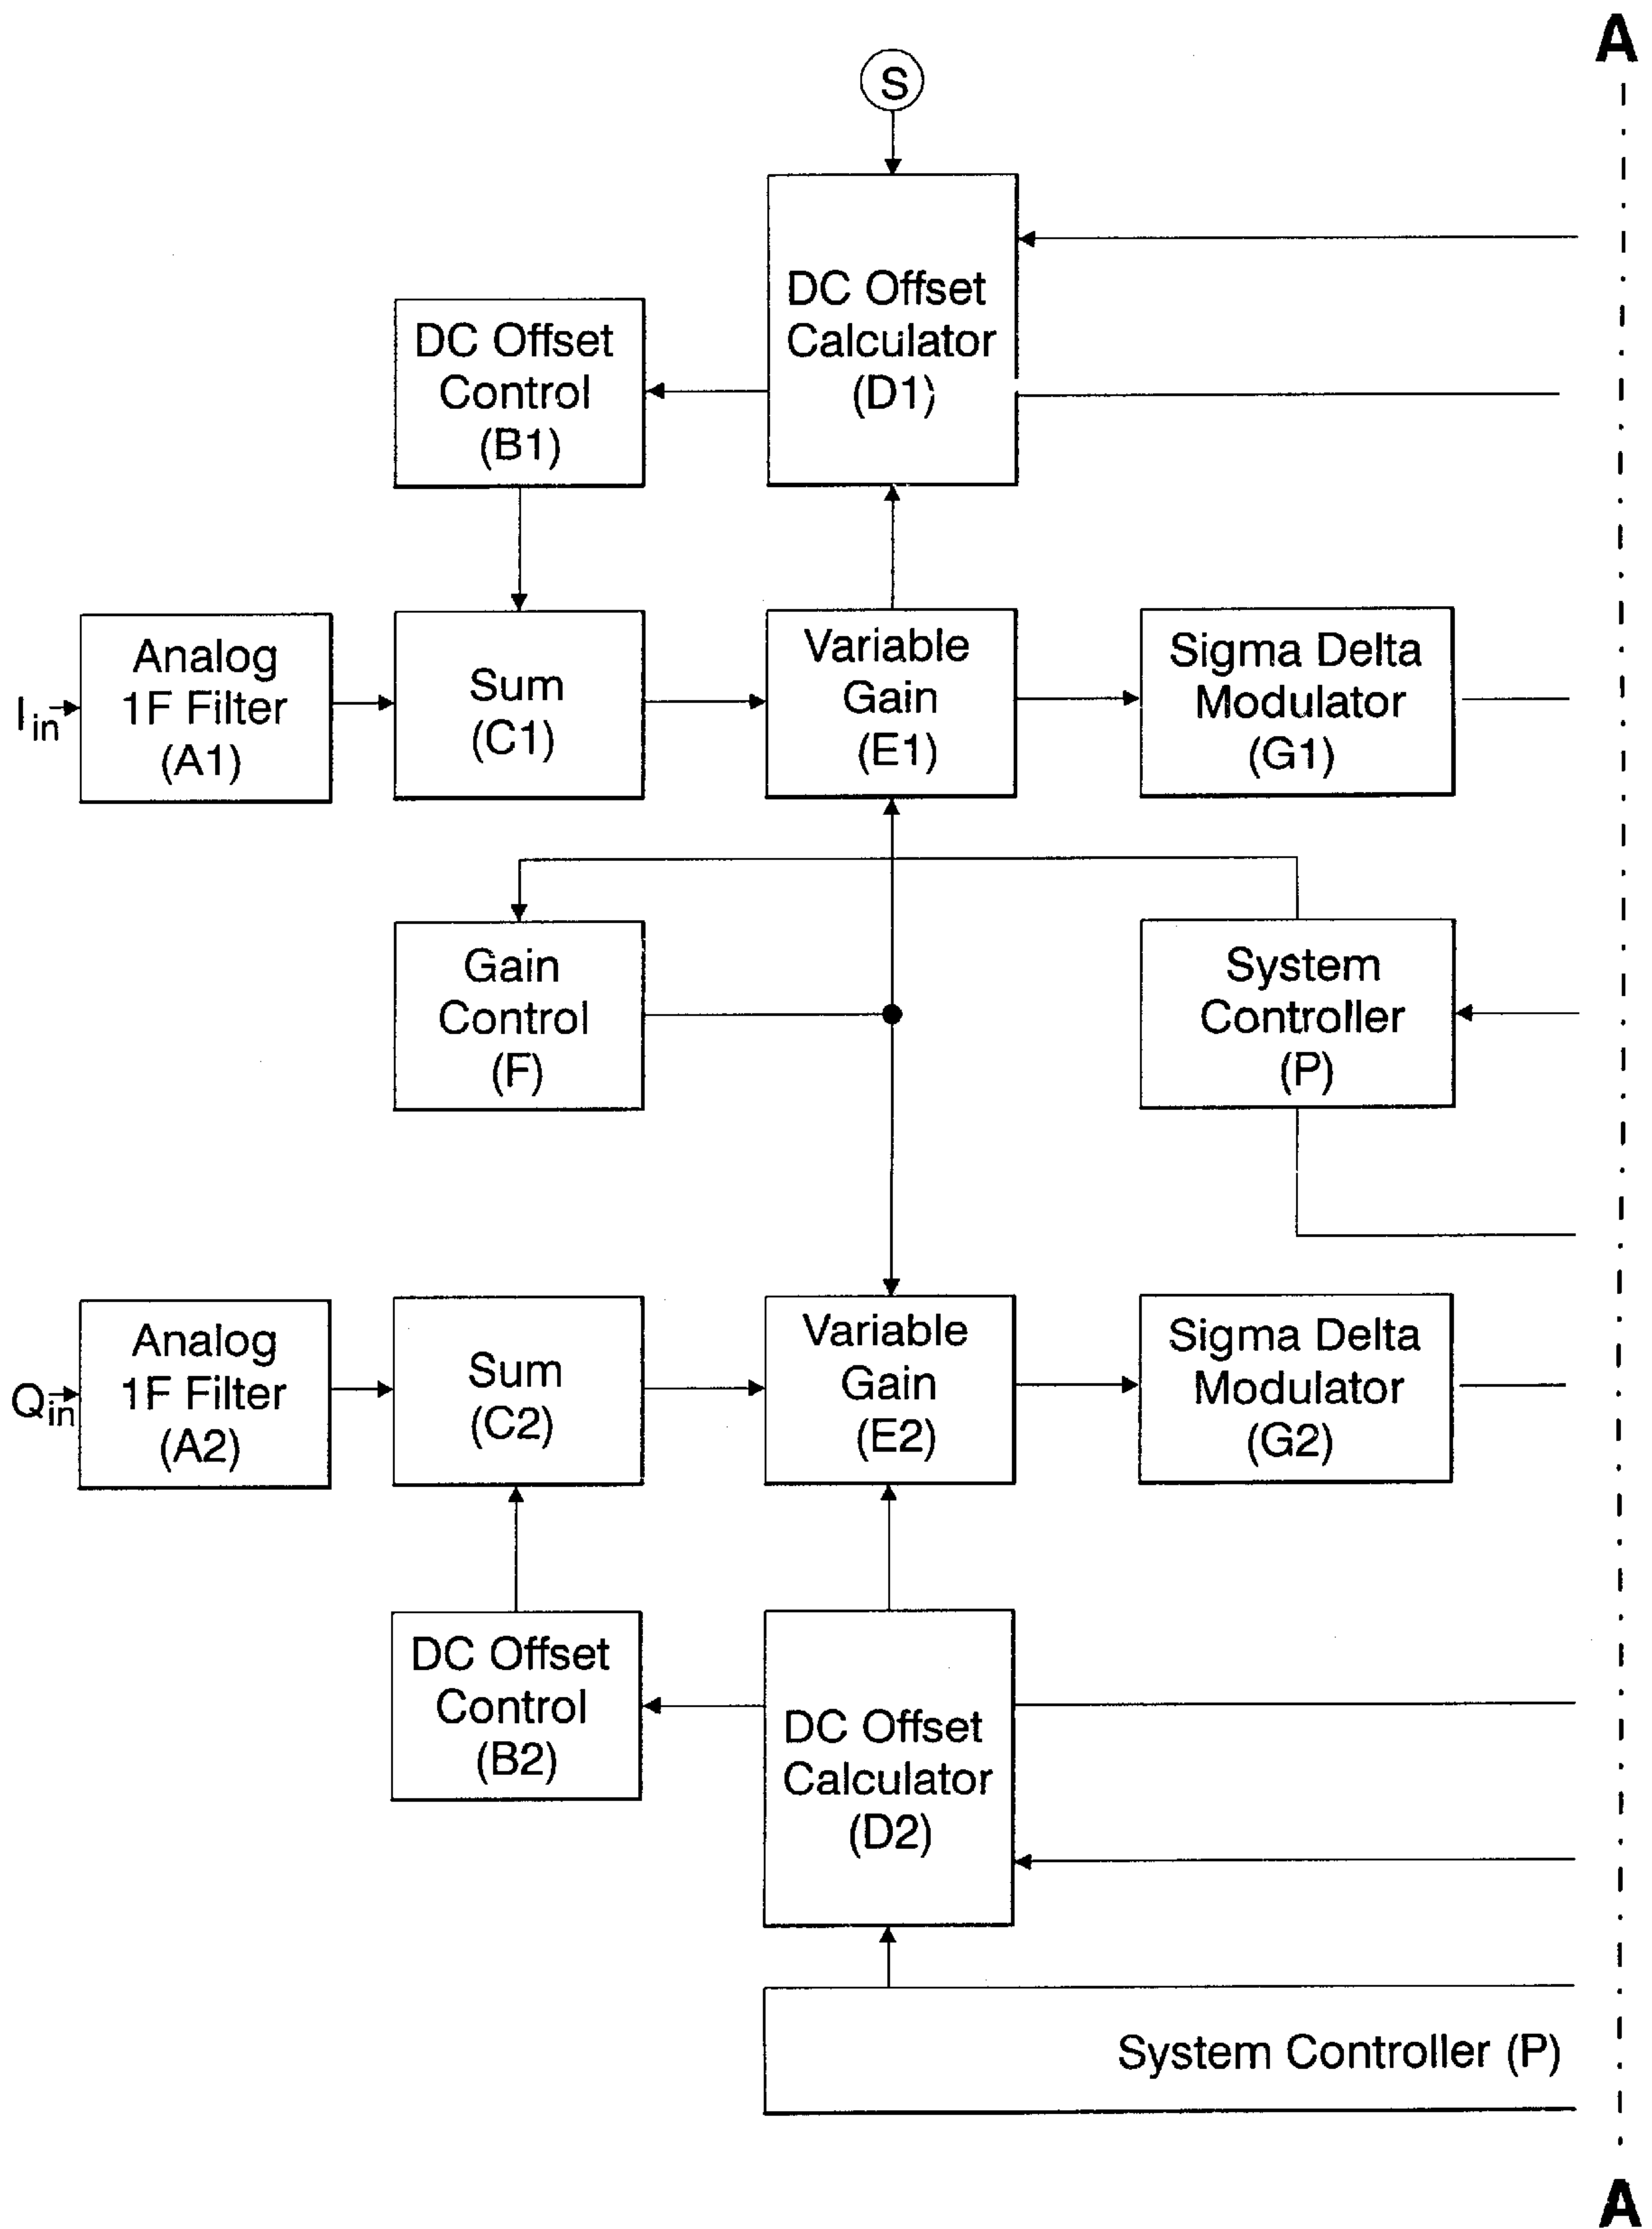 A
S
DC Offset
Calculator
(D1)
DC Offset
Control
(B1)
Iin
Analog
1F Filter
(A1)
Sum
(C1)
Variable
Gain
(E1)
Sigma Delta
Modulator
(G1)
Gain
Control
(F)
System
Controller
(P)
Qin
Analog
1F Filter
(A2)
Sum
(C2)
Variable
Gain
(E2)
Sigma Delta
Modulator
(G2)
DC Offset
Control
(B2)
DC Offset
Calculator
(D2)
System Controller (P)
A